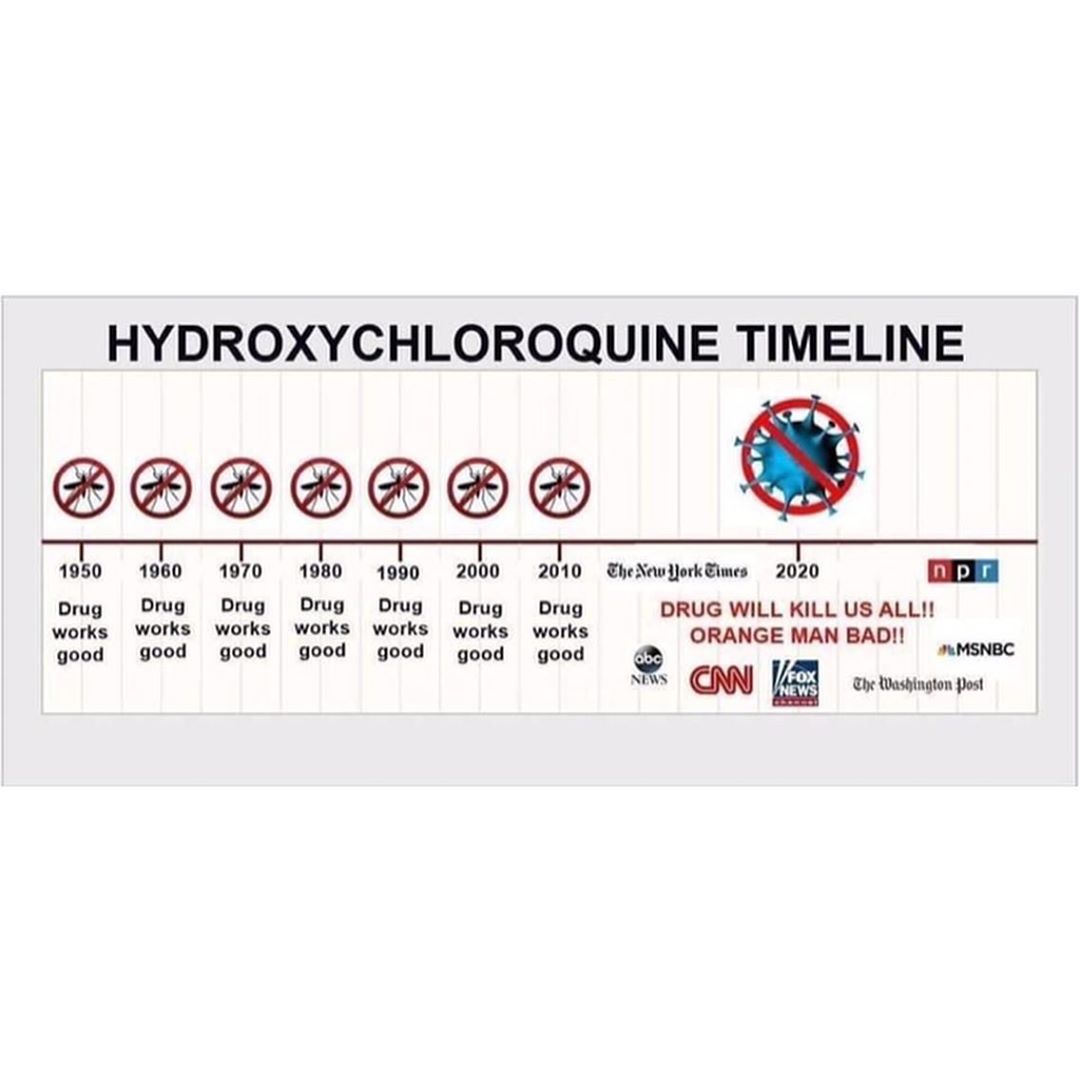 HYDROXYCHLOROQUINE TIMELINE
1950 1960 1970 1980 1990 2000 2010 The New York Times 2020 npr
Drug Drug Drug Drug Drug Drug Drug DRUG WILL KILL US ALL!!
works works works works works works works ORANGE MAN BAD!!
good good good good good good good abc MSNBC
NEWS CNN FOX The Washington Post
NEWS
channel